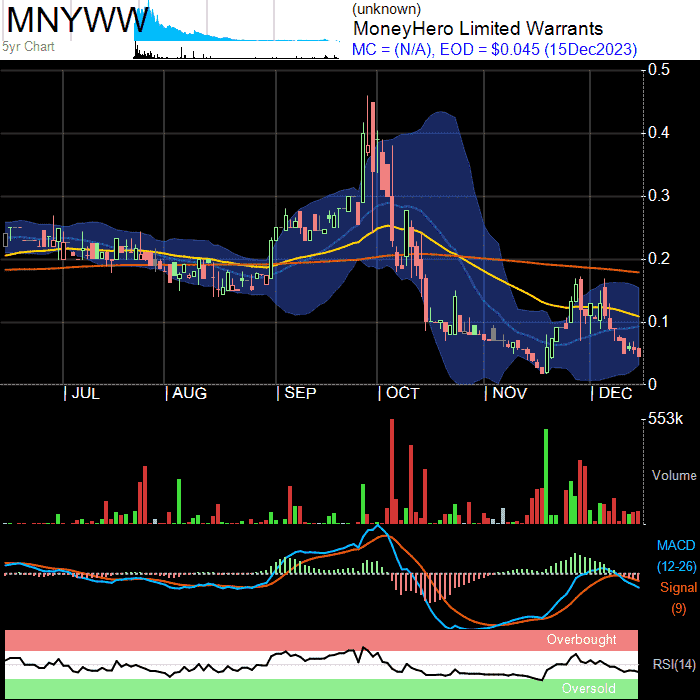 MNYWW
5yr Chart
(unknown)
MoneyHero Limited Warrants
MC = (N/A), EOD = $0.045 (15Dec2023)
0.5
0.4
0.3
0.2
0.1
0
| JUL | AUG | SEP | OCT | NOV | DEC
553k
Volume
MACD
(12-26)
Signal
(9)
Overbought
RSI(14)
Oversold